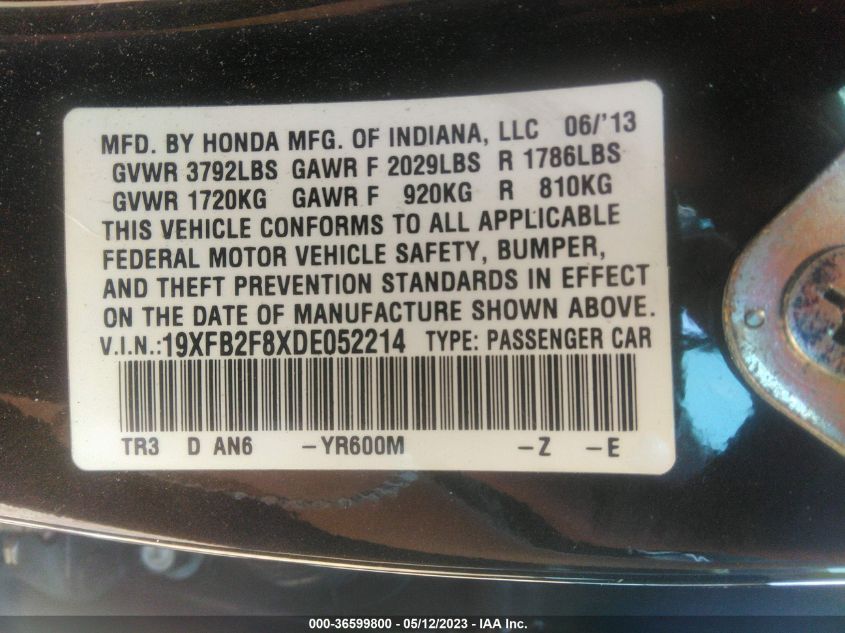 MFD. BY HONDA MFG. OF INDIANA, LLC 06/'13
GVWR 3792LBS GAWR F 2029LBS R 1786LBS
GVWR 1720KG GAWR F 920KG R 810KG
THIS VEHICLE CONFORMS TO ALL APPLICABLE
FEDERAL MOTOR VEHICLE SAFETY, BUMPER,
AND THEFT PREVENTION STANDARDS IN EFFECT
ON THE DATE OF MANUFACTURE SHOWN ABOVE.
V.I.N.:19XFB2F8XDE052214 TYPE: PASSENGER CAR
TR3 D AN6 -YR600M -Z -E
000-36599800 - 05/12/2023 - IAA Inc.